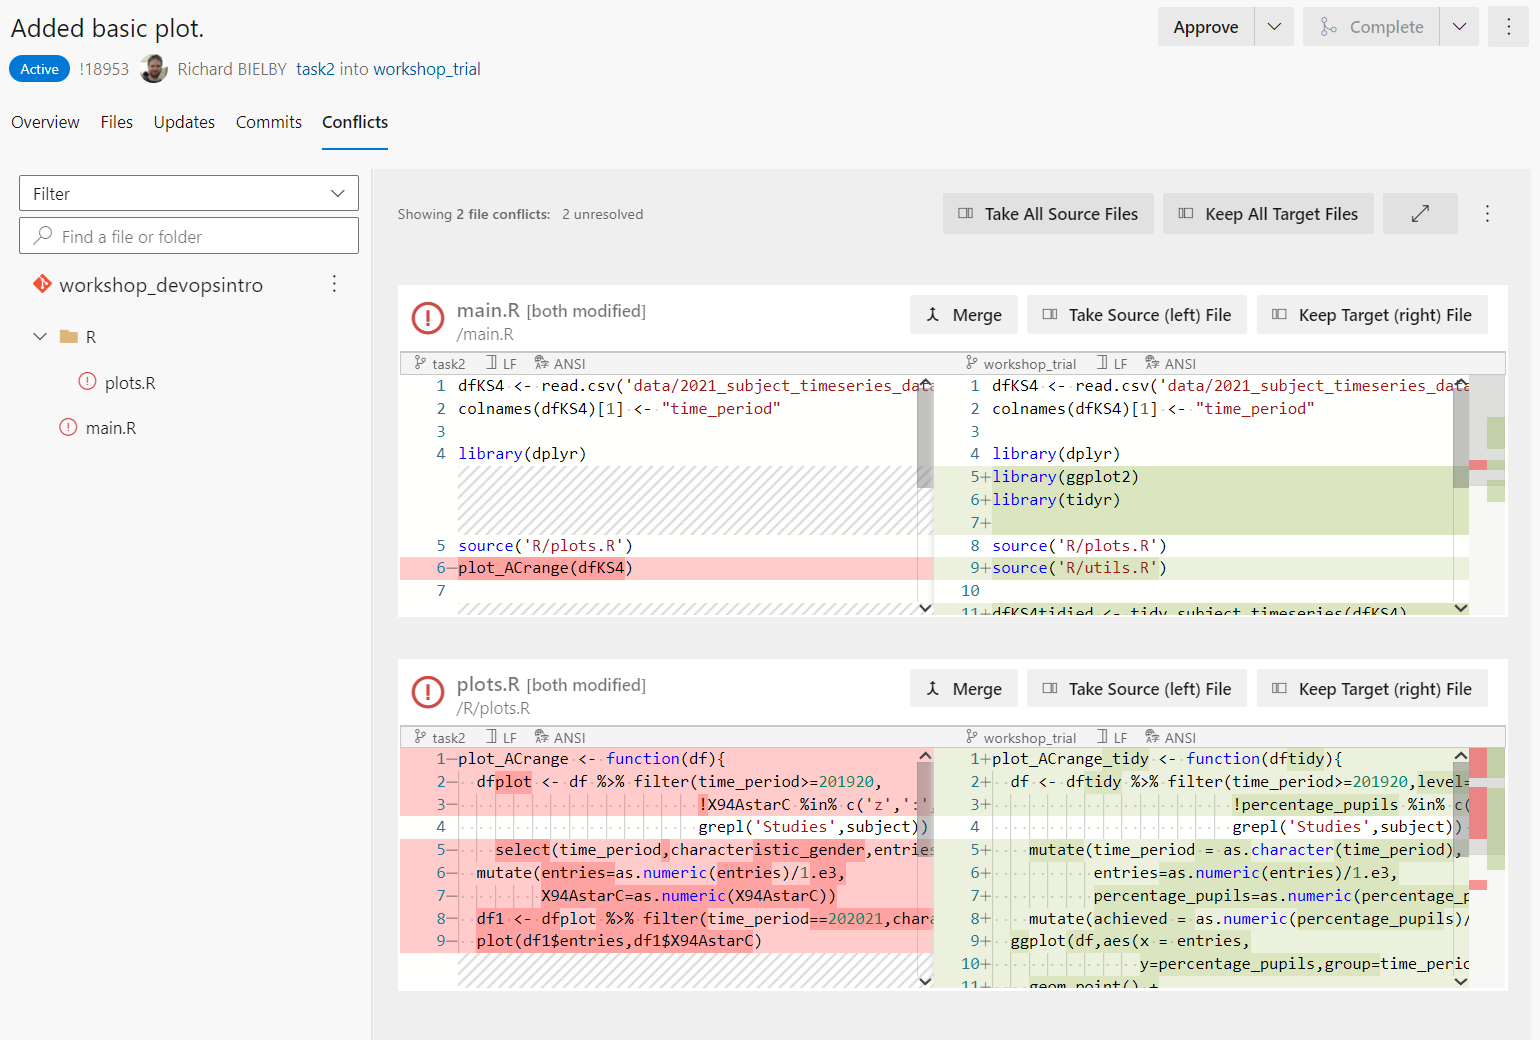 Added basic plot.
Approve
Complete
Active !18953 Richard BIELBY task2 into workshop_trial
Overview Files Updates Commits Conflicts
Filter
Find a file or folder
workshop_devopsintro
R
plots.R
main.R
Showing 2 file conflicts: 2 unresolved
Take All Source Files
Keep All Target Files
main.R [both modified]
/main.R
Merge
Take Source (left) File
Keep Target (right) File
task2 LF ANSI
1 dfKS4 <- read.csv('data/2021_subject_timeseries_data
2 colnames(dfKS4)[1] <- "time_period"
3
4 library(dplyr)
5 source('R/plots.R')
6— plot_ACrange(dfKS4)
7
workshop_trial LF ANSI
1 dfKS4 <- read.csv('data/2021_subject_timeseries_data
2 colnames(dfKS4)[1] <- "time_period"
3
4 library(dplyr)
5+ library(ggplot2)
6+ library(tidyr)
7+
8 source('R/plots.R')
9+ source('R/utils.R')
10
11+ dfKS4tidied <- tidy_subject_timeseries(dfKS4)
plots.R [both modified]
/R/plots.R
Merge
Take Source (left) File
Keep Target (right) File
task2 LF ANSI
1— plot_ACrange <- function(df){
2— dfplot <- df %>% filter(time_period>=201920,
3— !X94AstarC %in% c('z',':',
4 grepl('Studies',subject))
5— select(time_period,characteristic_gender,entries
6— mutate(entries=as.numeric(entries)/1.e3,
7— X94AstarC=as.numeric(X94AstarC))
8— df1 <- dfplot %>% filter(time_period==202021,chara
9— plot(df1$entries,df1$X94AstarC)
workshop_trial LF ANSI
1+ plot_ACrange_tidy <- function(dftidy){
2+ df <- dftidy %>% filter(time_period>=201920,level=
3+ !percentage_pupils %in% c(
4 grepl('Studies',subject))
5+ mutate(time_period = as.character(time_period),
6+ entries=as.numeric(entries)/1.e3,
7+ percentage_pupils=as.numeric(percentage_p
8+ mutate(achieved = as.numeric(percentage_pupils)/
9+ ggplot(df,aes(x = entries,
10+ y=percentage_pupils,group=time_perio
11+ geom_point() +